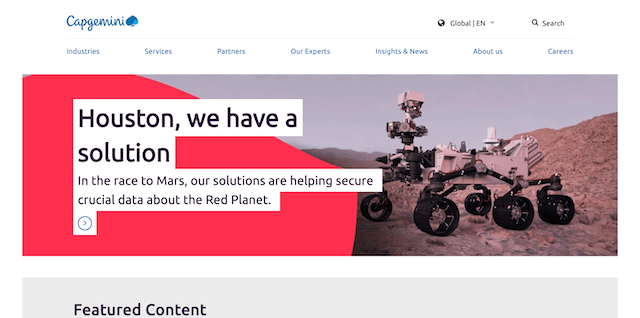 Capgemini
Global | EN
Search
Industries
Services
Partners
Our Experts
Insights & News
About us
Careers
Houston, we have a
solution
In the race to Mars, our solutions are helping secure
crucial data about the Red Planet.
Featured Content